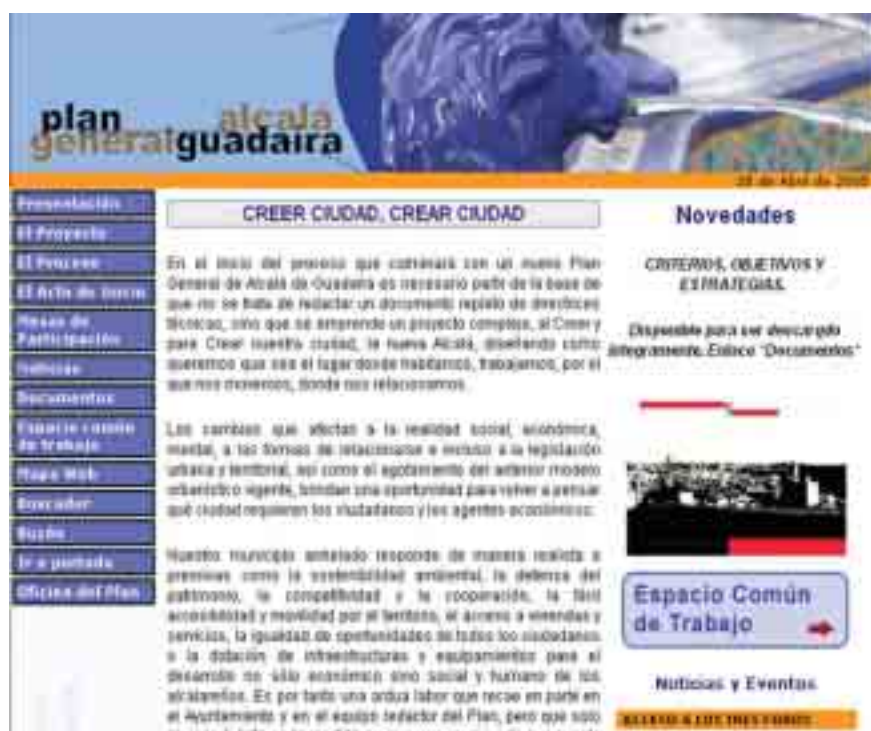 plan alcalá
general guadaira
28 de Abril de 2005
Presentación
El Proyecto
El Proceso
El Acto de Inicio
Mesas de
Participación
Noticias
Documentos
Espacio común
de trabajo
Mapa Web
Buscador
Buzón
Ir a portada
Oficina del Plan
CREER CIUDAD, CREAR CIUDAD
En el inicio del proceso que culminará con un nuevo Plan
General de Alcalá de Guadaira es necesario partir de la base de
que no se trata de redactar un documento repleto de directrices
técnicas, sino que se emprende un proyecto complejo, al Creer y
para Crear nuestra ciudad, la nueva Alcalá, diseñando como
queremos que sea el lugar donde habitamos, trabajamos, por el
que nos movemos, donde nos relacionamos.
Los cambios que afectan a la realidad social, económica,
mental, a las formas de relacionarse e incluso a la legislación
urbana y territorial, así como el agotamiento del anterior modelo
urbanístico vigente, brindan una oportunidad para volver a pensar
qué ciudad requieren los ciudadanos y los agentes económicos.
Nuestro municipio anhelado responde de manera realista a
premisas como la sostenibilidad ambiental, la defensa del
patrimonio, la competitividad y la cooperación, la fácil
accesibilidad y movilidad por el territorio, el acceso a viviendas y
servicios, la igualdad de oportunidades de todos los ciudadanos
o la dotación de infraestructuras y equipamientos para el
desarrollo no sólo económico sino social y humano de los
alcalareños. Es por tanto una ardua labor que recae en parte en
el Ayuntamiento y en el equipo redactor del Plan, pero que solo
Novedades
CRITERIOS, OBJETIVOS Y
ESTRATEGIAS.
Disponible para ser descargado
íntegramente. Enlace "Documentos"
Espacio Común
de Trabajo
Noticias y Eventos
ACCESO A LOS TRES FOROS